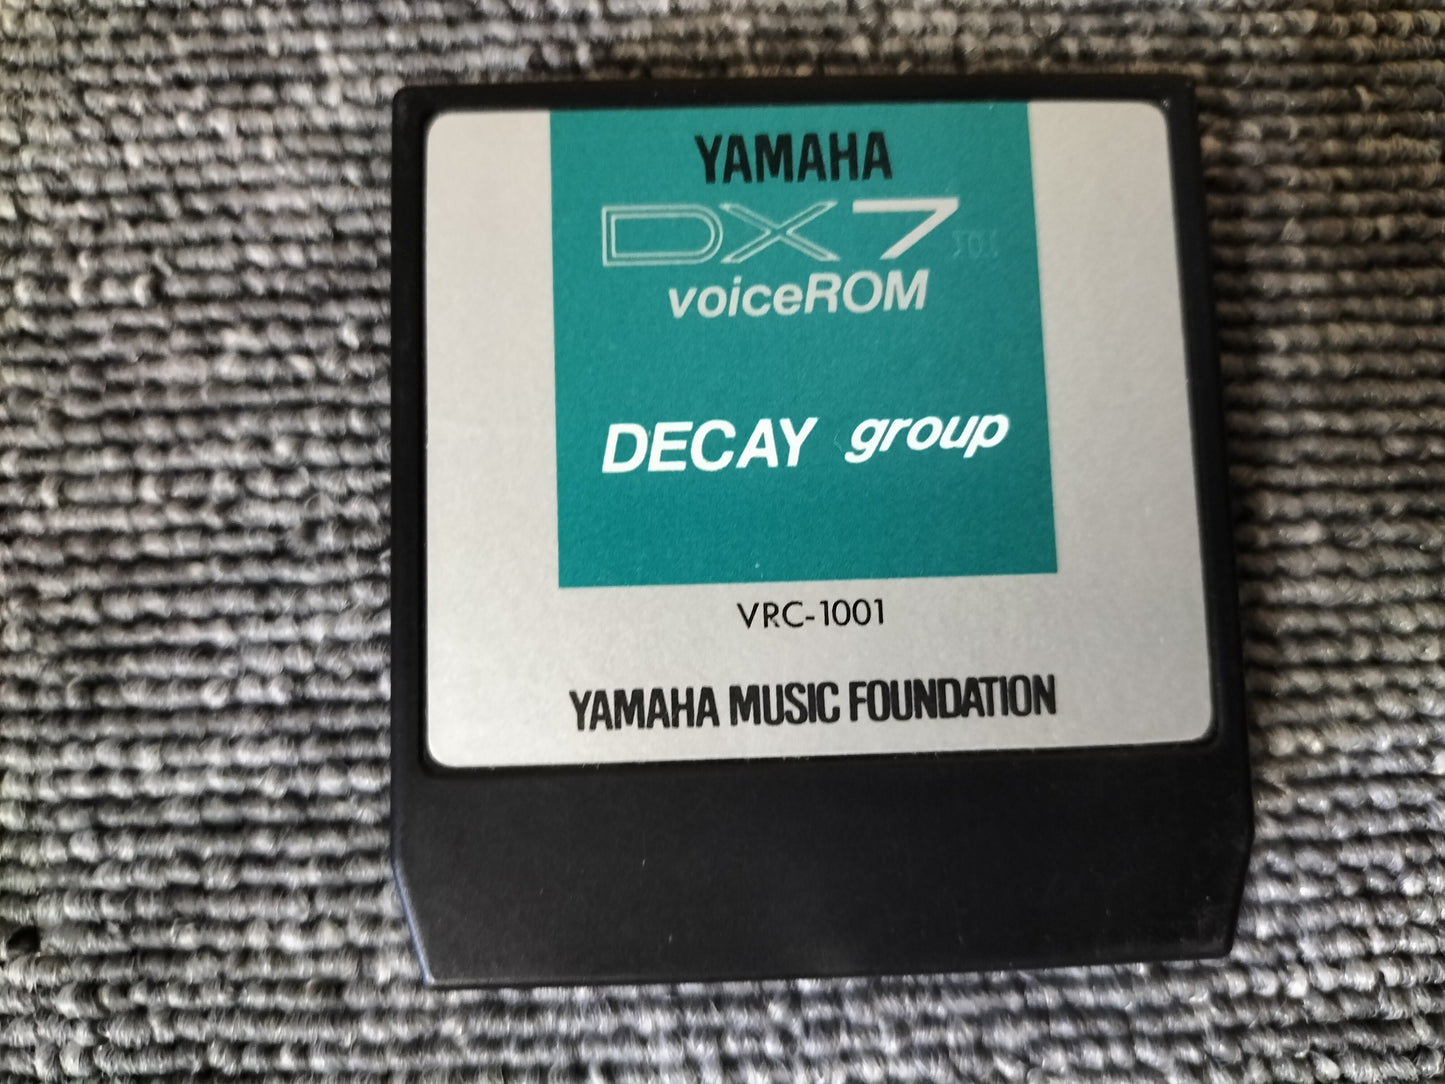 YAMAHA
DX7
voiceROM
DECAY group
VRC-1001
YAMAHA MUSIC FOUNDATION